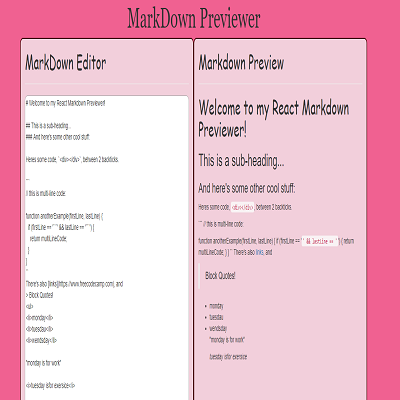 MarkDown Previewer
MarkDown Editor
# Welcome to my React Markdown Previewer!
## This is a sub-heading...
### And here's some other cool stuff:
Heres some code, `<div></div>`, between 2 backticks.
```
// this is multi-line code:
function anotherExample(firstLine, lastLine) {
if (firstLine == '```' && lastLine == '```') {
return multiLineCode;
}
}
There's also [links](https://www.freecodecamp.com), and
> Block Quotes!
<ul>
<li>monday</li>
<li>tuesdau</li>
<li>wendsday</li>
"monday is for work"
<li>tuesday isfor exersice</li>
Markdown Preview
Welcome to my React Markdown
Previewer!
This is a sub-heading...
And here's some other cool stuff:
Heres some code, <div></div>, between 2 backticks.
``` // this is multi-line code:
function anotherExample(firstLine, lastLine) { if (firstLine == '' && lastLine == '') { return
multiLineCode; } } `` There's also links, and
Block Quotes!
monday
tuesdau
wendsday
"monday is for work"
tuesday isfor exersice